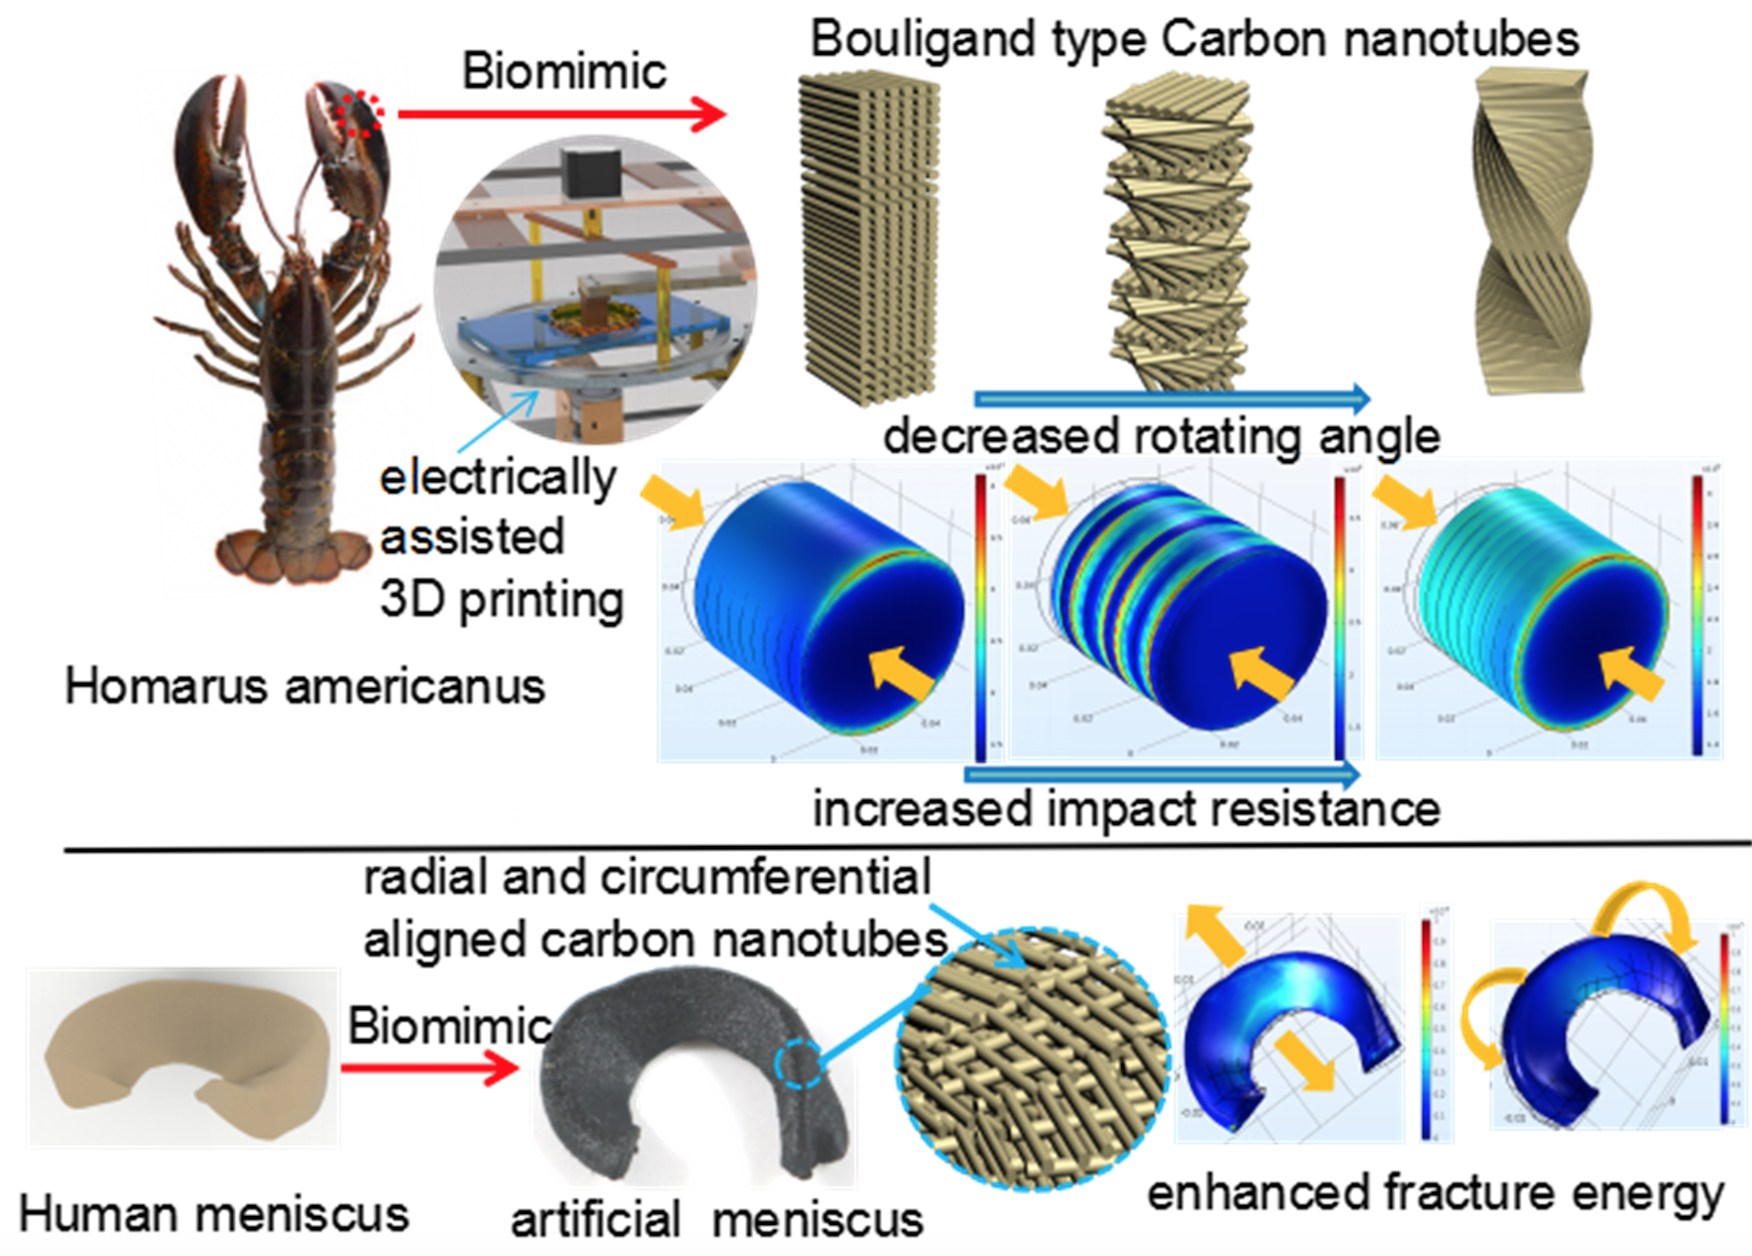 Bouligand type Carbon nanotubes
Biomimic
decreased rotating angle
electrically
assisted
3D printing
Homarus americanus
increased impact resistance
radial and circumferential
aligned carbon nanotubes
Biomimic
Human meniscus
artificial meniscus
enhanced fracture energy